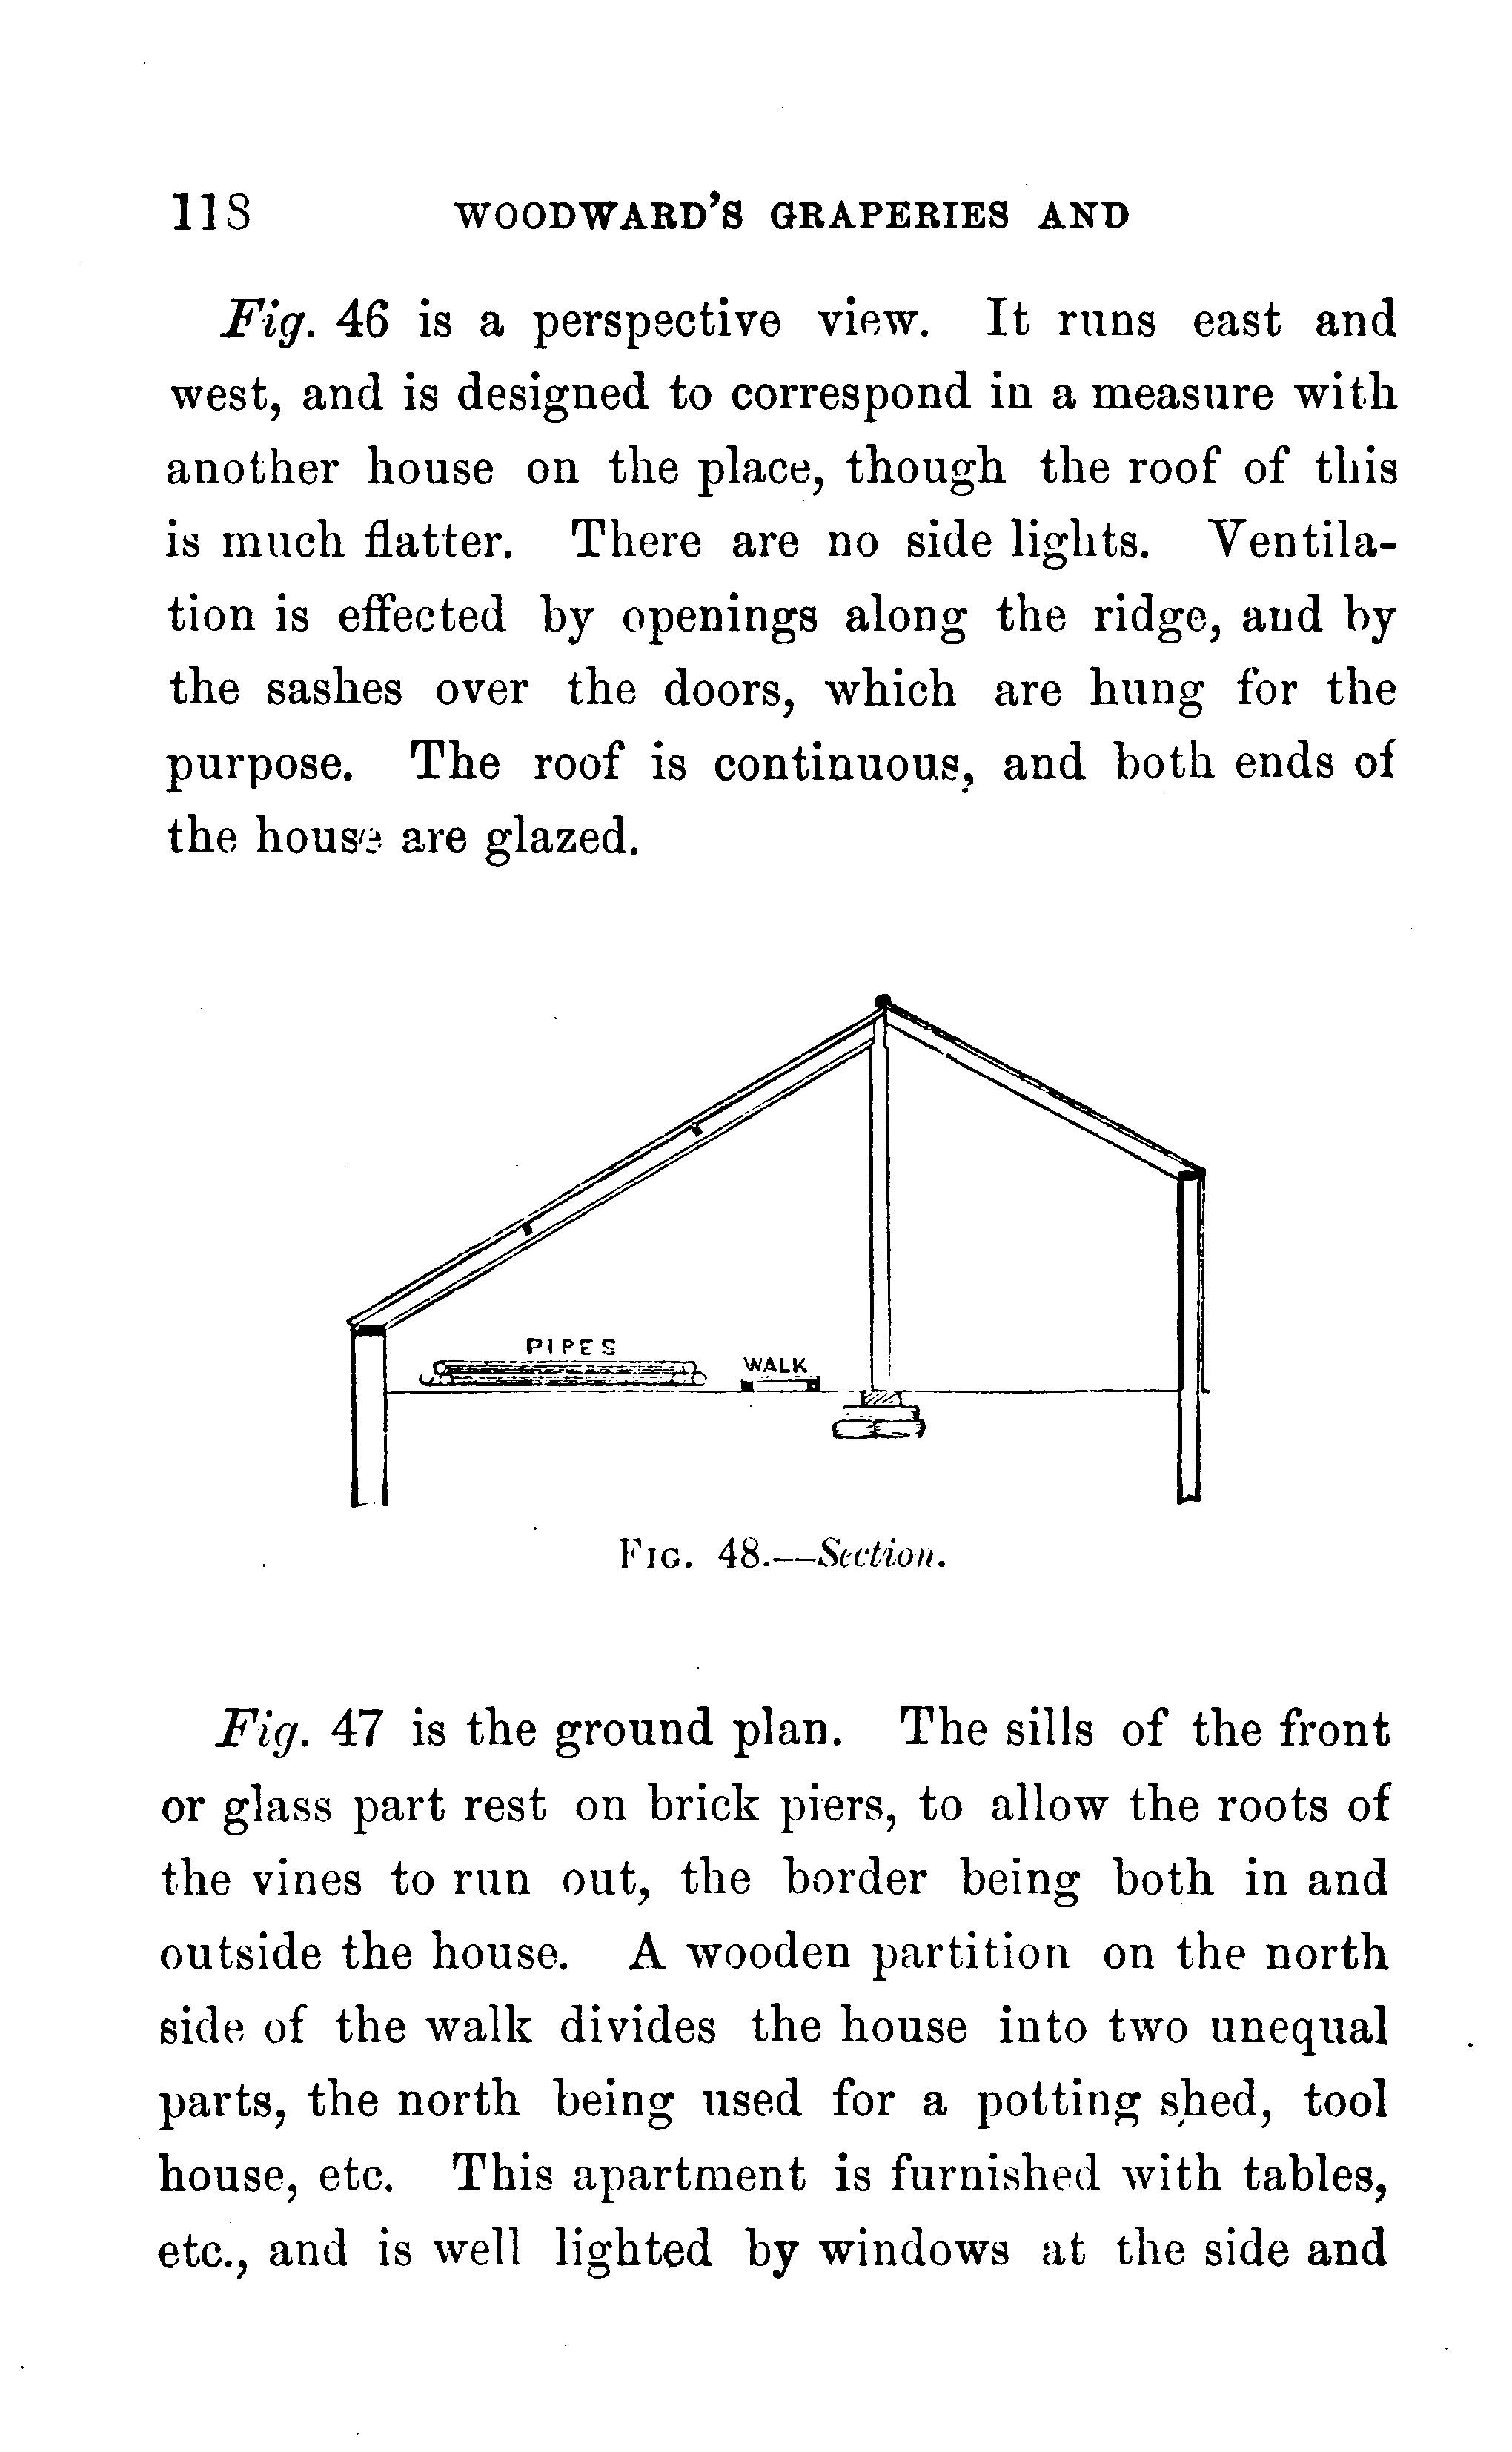 118 WOODWARD'S GRAPERIES AND
Fig. 46 is a perspective view. It runs east and
west, and is designed to correspond in a measure with
another house on the place, though the roof of this
is much flatter. There are no side lights. Ventila-
tion is effected by openings along the ridge, and by
the sashes over the doors, which are hung for the
purpose. The roof is continuous, and both ends of
the house are glazed.
PIPES
WALK
FIG. 48.—Section.
Fig. 47 is the ground plan. The sills of the front
or glass part rest on brick piers, to allow the roots of
the vines to run out, the border being both in and
outside the house. A wooden partition on the north
side of the walk divides the house into two unequal
parts, the north being used for a potting shed, tool
house, etc. This apartment is furnished with tables,
etc., and is well lighted by windows at the side and